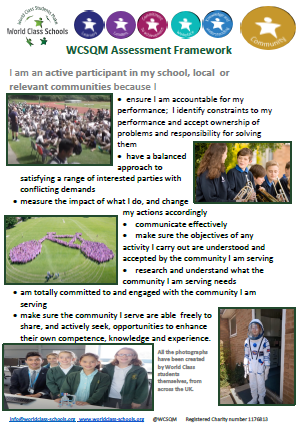 World Class Students make
World Class Schools
Community
WCSQM Assessment Framework
I am an active participant in my school, local or
relevant communities because I
• ensure I am accountable for my
performance; I identify constraints to my
performance and accept ownership of
problems and responsibility for solving
them
• have a balanced
approach to
satisfying a range of interested parties with
conflicting demands
• measure the impact of what I do, and change
my actions accordingly
• communicate effectively
• make sure the objectives of any
activity I carry out are understood and
accepted by the community I am serving
• research and understand what the
community I am serving needs
• am totally committed to and engaged with the community I am
serving
• make sure the community I serve are able freely to
share, and actively seek, opportunities to enhance
their own competence, knowledge and experience.
All the photographs
have been created
by World Class
students
themselves, from
across the UK.
info@worldclass-schools.org www.worldclass-schools.org @WCSQM Registered Charity number 1176813